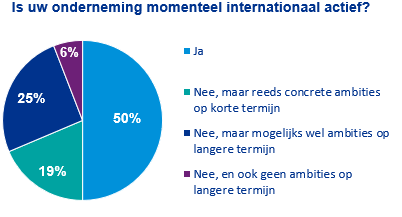 Is uw onderneming momenteel internationaal actief?
6%
Ja
25%
50%
19%
Nee, maar reeds concrete ambities
op korte termijn
Nee, maar mogelijks wel ambities op
langere termijn
Nee, en ook geen ambities op
langere termijn